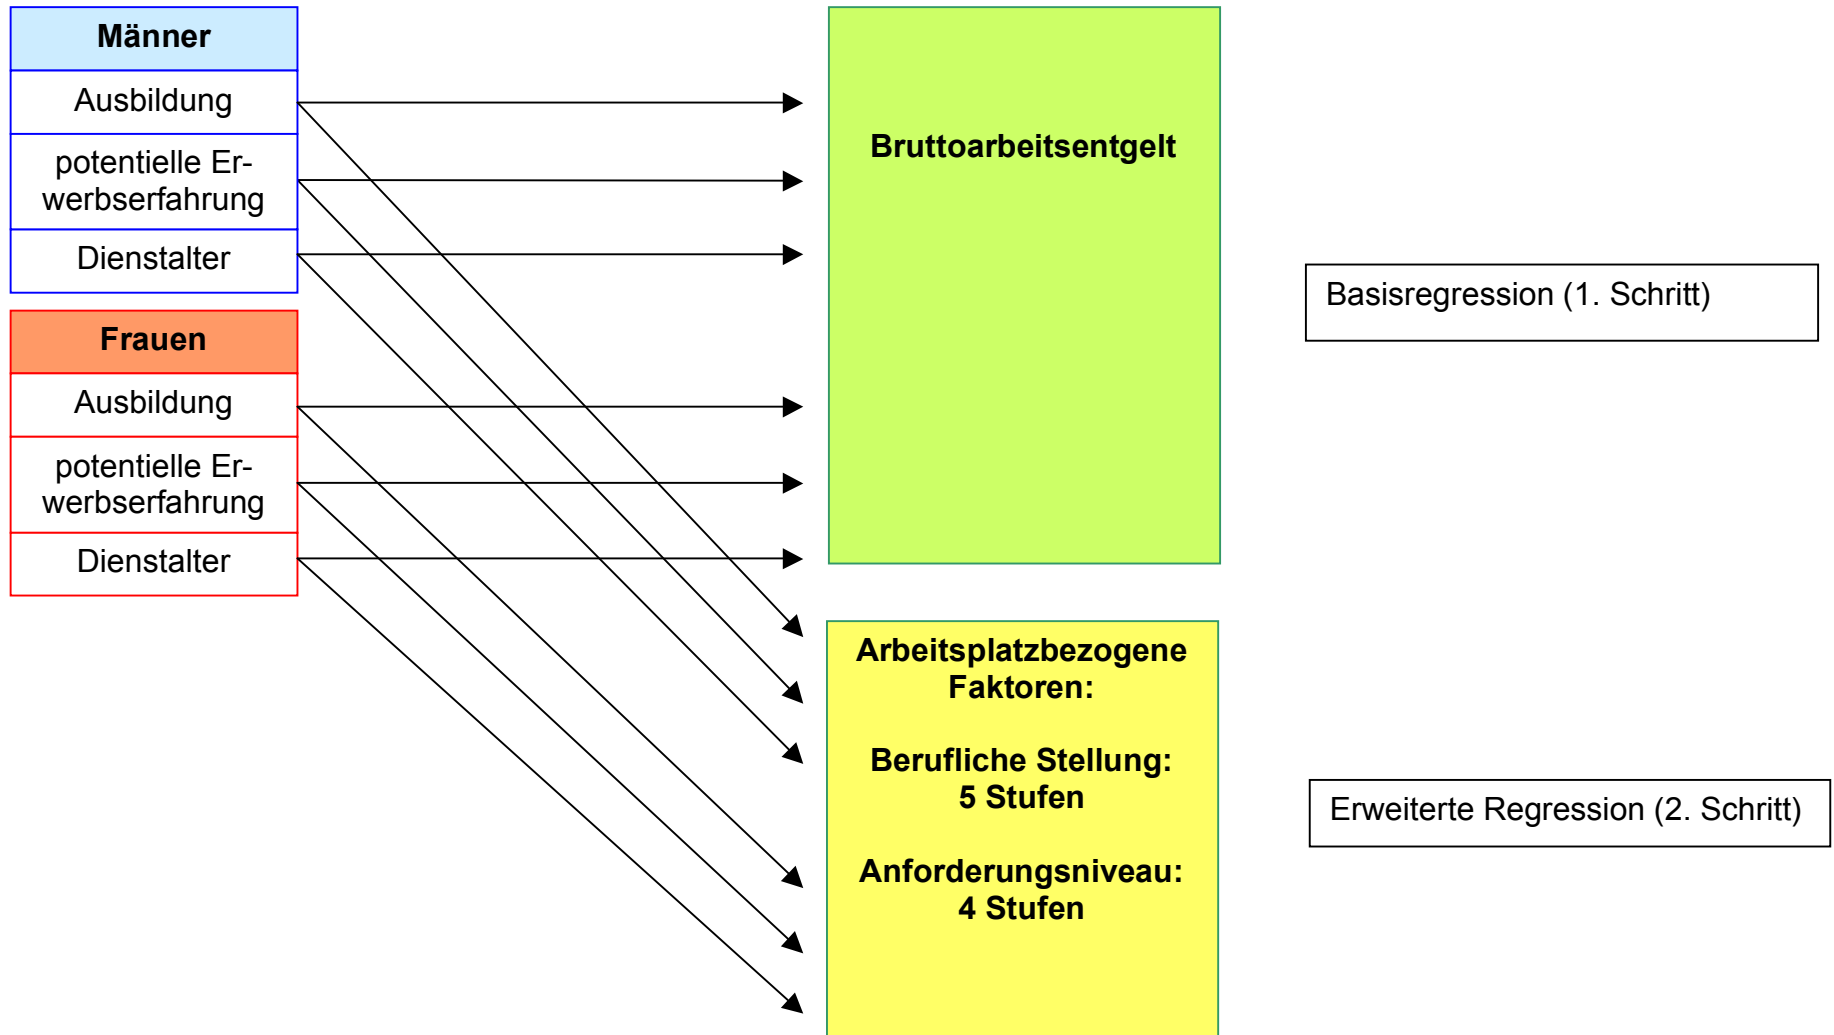 Männer
Ausbildung
potentielle Er-
werbserfahrung
Dienstalter
Frauen
Ausbildung
potentielle Er-
werbserfahrung
Dienstalter
Bruttoarbeitsentgelt
Arbeitsplatzbezogene
Faktoren:
Berufliche Stellung:
5 Stufen
Anforderungsniveau:
4 Stufen
Basisregression (1. Schritt)
Erweiterte Regression (2. Schritt)